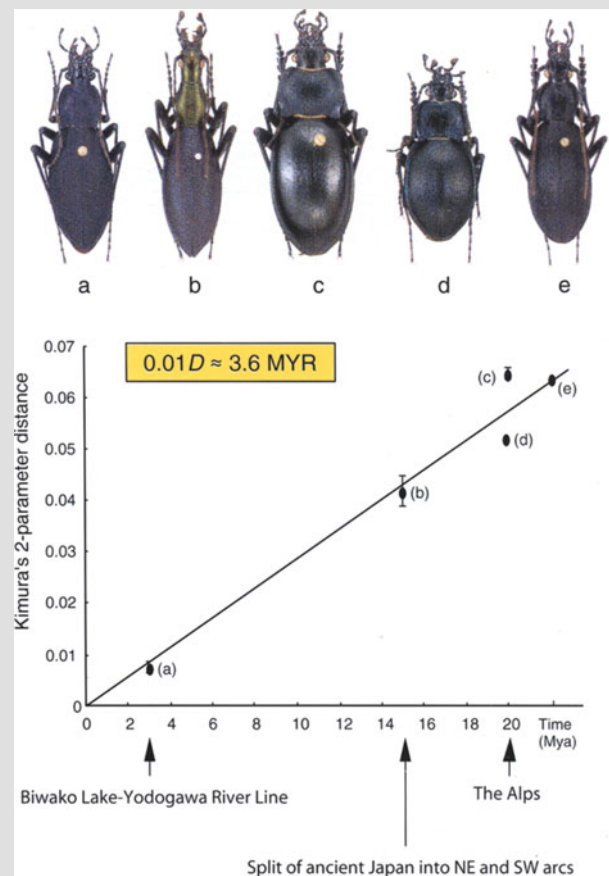 a b c d e
0.01D ≈ 3.6 MYR
Kimura's 2-parameter distance
0.07
0.06
0.05
0.04
0.03
0.02
0.01
0
(a)
(b)
(c)
(d)
(e)
0 2 4 6 8 10 12 14 16 18 20 Time
(Mya)
Biwako Lake-Yodogawa River Line
The Alps
Split of ancient Japan into NE and SW arcs